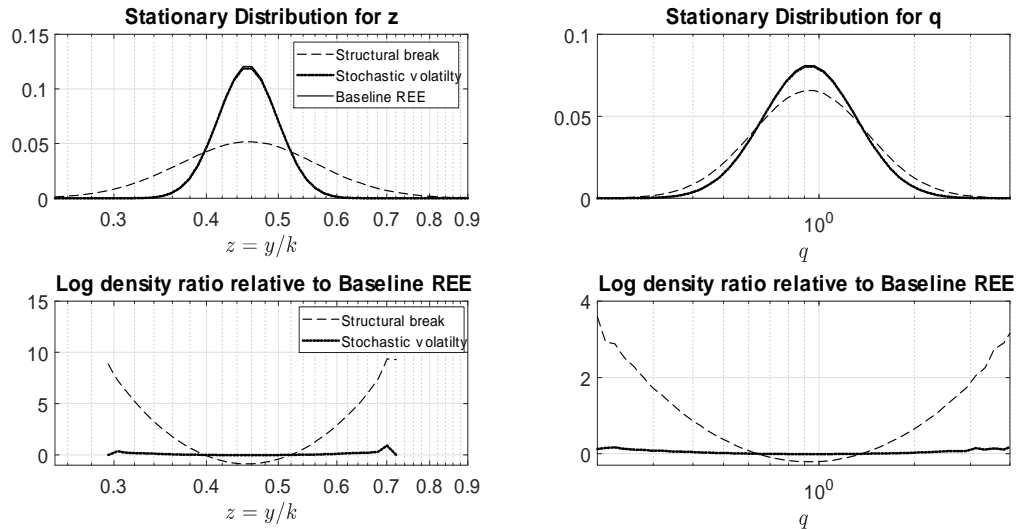 Stationary Distribution for z
0.15
0.1
0.05
0
Structural break
Stochastic volatilty
Baseline REE
0.3 0.4 0.5 0.6 0.7 0.8 0.9
z = y/k
Stationary Distribution for q
0.1
0.05
0
10^0
q
Log density ratio relative to Baseline REE
15
10
5
0
Structural break
Stochastic volatilty
0.3 0.4 0.5 0.6 0.7 0.8 0.9
z = y/k
Log density ratio relative to Baseline REE
4
2
0
10^0
q